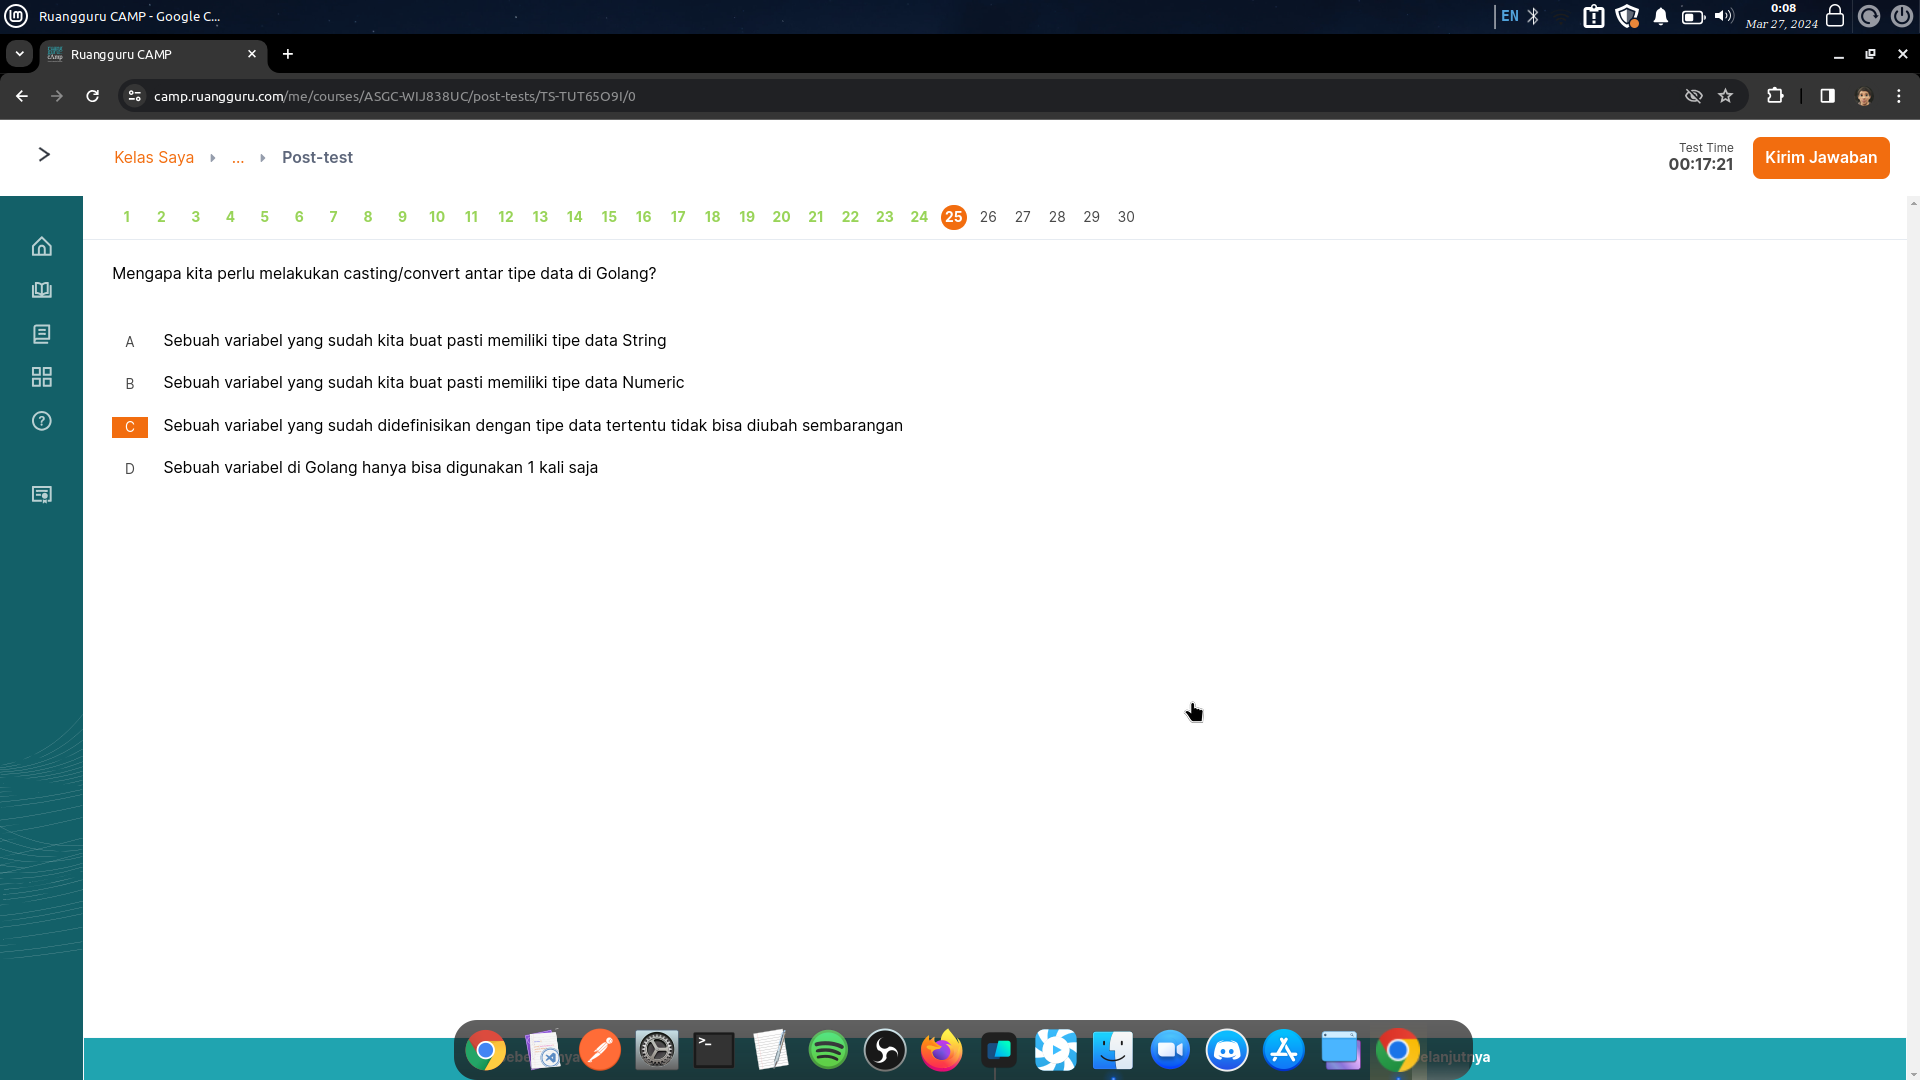 Ruangguru CAMP - Google C...
EN
0:08
Mar 27, 2024
Ruangguru CAMP
camp.ruangguru.com/me/courses/ASGC-WIJ838UC/post-tests/TS-TUT65O9I/0
Kelas Saya ... Post-test
Test Time
00:17:21
Kirim Jawaban
1 2 3 4 5 6 7 8 9 10 11 12 13 14 15 16 17 18 19 20 21 22 23 24 25 26 27 28 29 30
Mengapa kita perlu melakukan casting/convert antar tipe data di Golang?
A Sebuah variabel yang sudah kita buat pasti memiliki tipe data String
B Sebuah variabel yang sudah kita buat pasti memiliki tipe data Numeric
C Sebuah variabel yang sudah didefinisikan dengan tipe data tertentu tidak bisa diubah sembarangan
D Sebuah variabel di Golang hanya bisa digunakan 1 kali saja